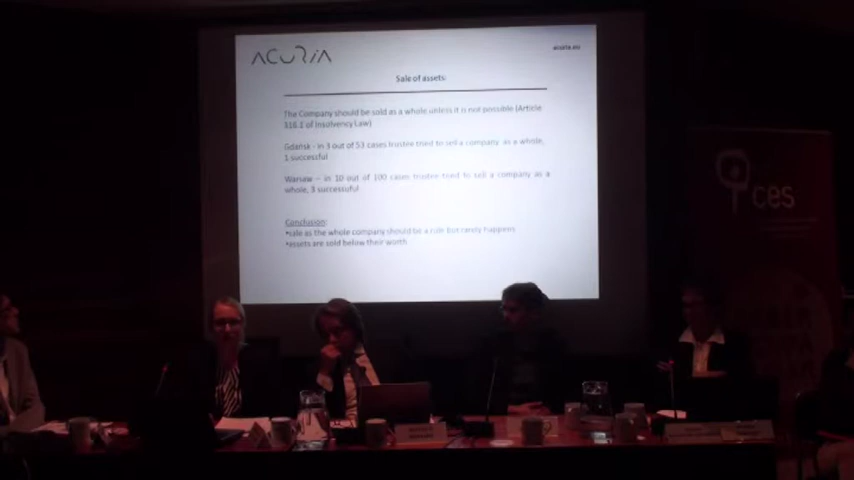 ACURIA
acuria.eu
Sale of assets:
The Company should be sold as a whole unless it is not possible (Article
316.1 of Insolvency Law)
Gdańsk - in 3 out of 53 cases trustee tried to sell a company as a whole,
1 successful
Warsaw – in 10 out of 100 cases trustee tried to sell a company as a
whole, 3 successuful
Conclusion:
•sale as the whole company should be a rule but rarely happens
•assets are sold below their worth
ces